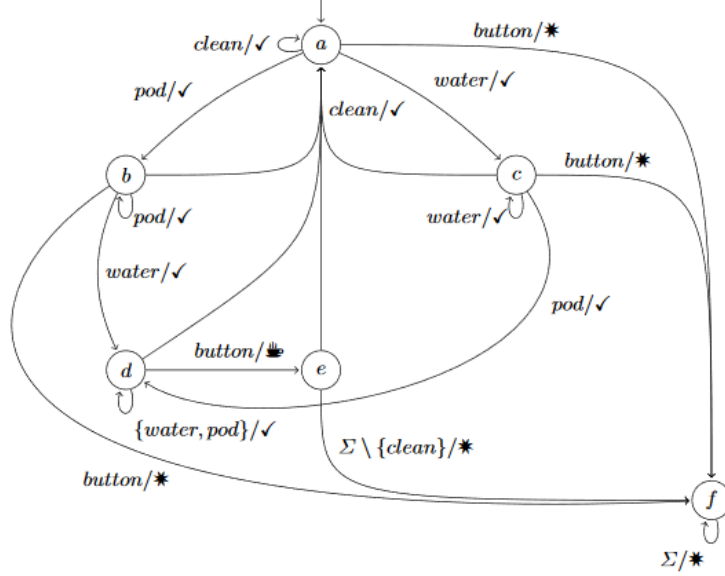 button/✸
clean/✓
a
water/✓
pod/✓
clean/✓
button/✸
b
c
pod/✓
water/✓
water/✓
pod/✓
button/☕
d
e
{water, pod}/✓
Σ \ {clean}/✸
button/✸
f
Σ/✸